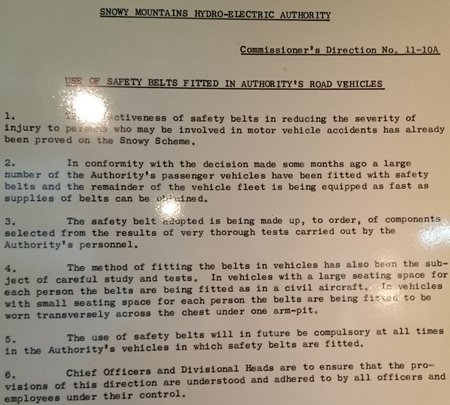 SNOWY MOUNTAINS HYDRO-ELECTRIC AUTHORITY
Commissioner's Direction No. 11-10A
USE OF SAFETY BELTS FITTED IN AUTHORITY'S ROAD VEHICLES
1. The effectiveness of safety belts in reducing the severity of
injury to persons who may be involved in motor vehicle accidents has already
been proved on the Snowy Scheme.
2. In conformity with the decision made some months ago a large
number of the Authority's passenger vehicles have been fitted with safety
belts and the remainder of the vehicle fleet is being equipped as fast as
supplies of belts can be obtained.
3. The safety belt adopted is being made up, to order, of components
selected from the results of very thorough tests carried out by the
Authority's personnel.
4. The method of fitting the belts in vehicles has also been the sub-
ject of careful study and tests. In vehicles with a large seating space for
each person the belts are being fitted as in a civil aircraft. In vehicles
with small seating space for each person the belts are being fitted to be
worn transversely across the chest under one arm-pit.
5. The use of safety belts will in future be compulsory at all times
in the Authority's vehicles in which safety belts are fitted.
6. Chief Officers and Divisional Heads are to ensure that the pro-
visions of this direction are understood and adhered to by all officers and
employees under their control.